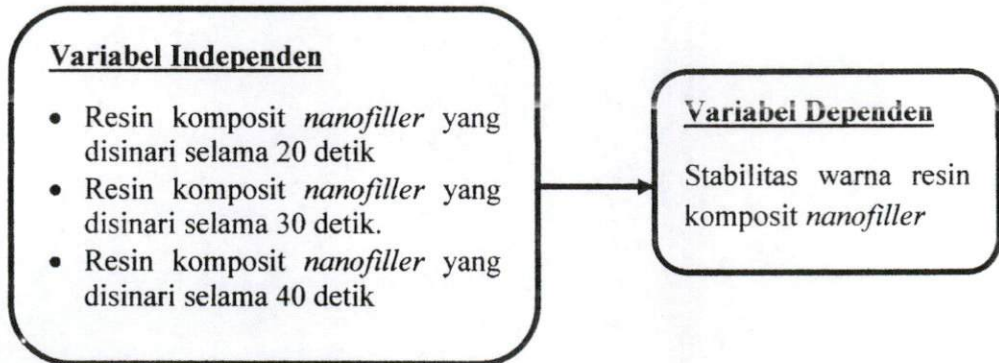 Variabel Independen
• Resin komposit nanofiller yang
disinari selama 20 detik
• Resin komposit nanofiller yang
disinari selama 30 detik.
• Resin komposit nanofiller yang
disinari selama 40 detik
Variabel Dependen
Stabilitas warna resin
komposit nanofiller